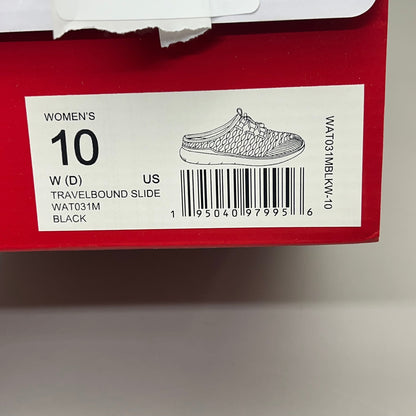 WOMEN'S
10
W (D) US
TRAVELBOUND SLIDE
WAT031M
BLACK
1 95040 97995 6
WAT031MBLKW-10